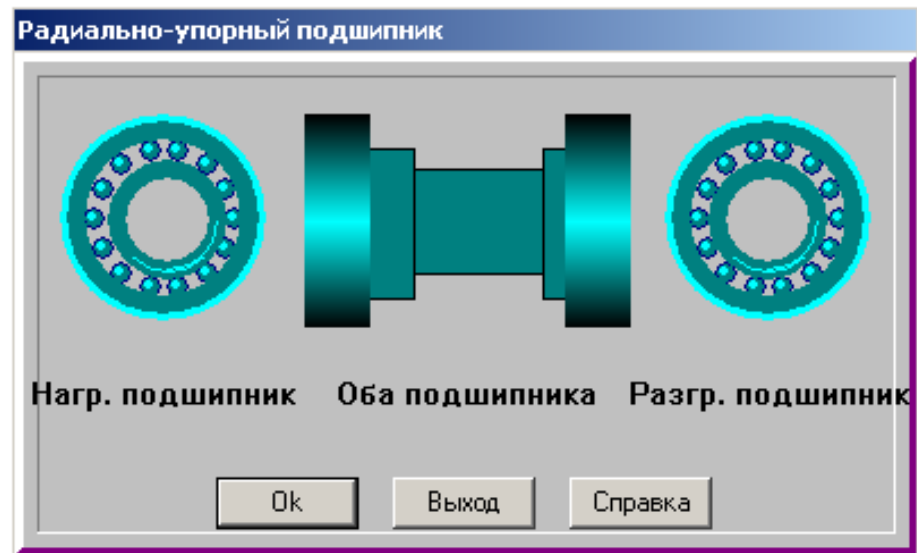 Радиально-упорный подшипник
Нагр. подшипник Оба подшипника Разгр. подшипник
Ok Выход Справка